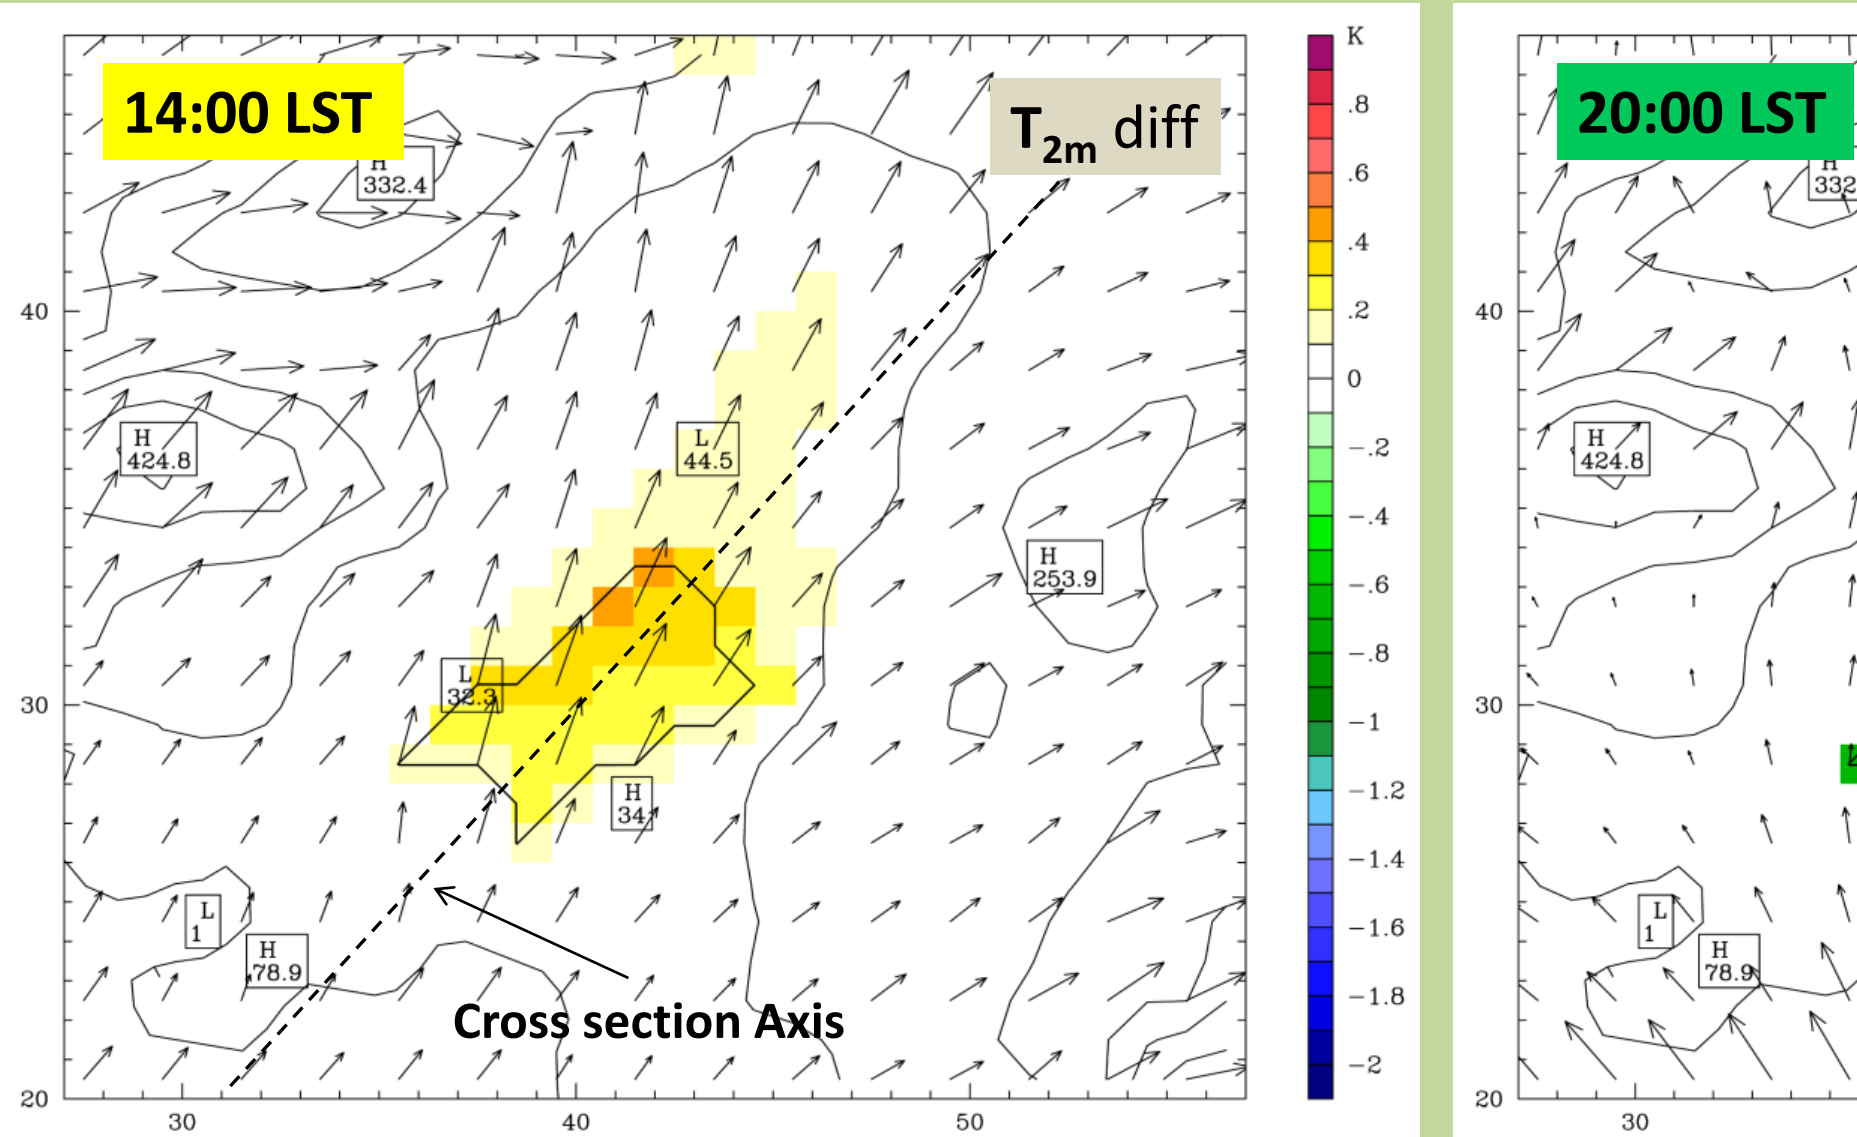 14:00 LST
T2m diff
K
.8
.6
.4
.2
0
−.2
−.4
−.6
−.8
−1
−1.2
−1.4
−1.6
−1.8
−2
H
332.4
H
424.8
L
44.5
H
253.9
L
32.3
H
34
L
1
H
78.9
Cross section Axis
40
30
20
30
40
50
20:00 LST
H
332
H
424.8
L
1
H
78.9
40
30
20
30